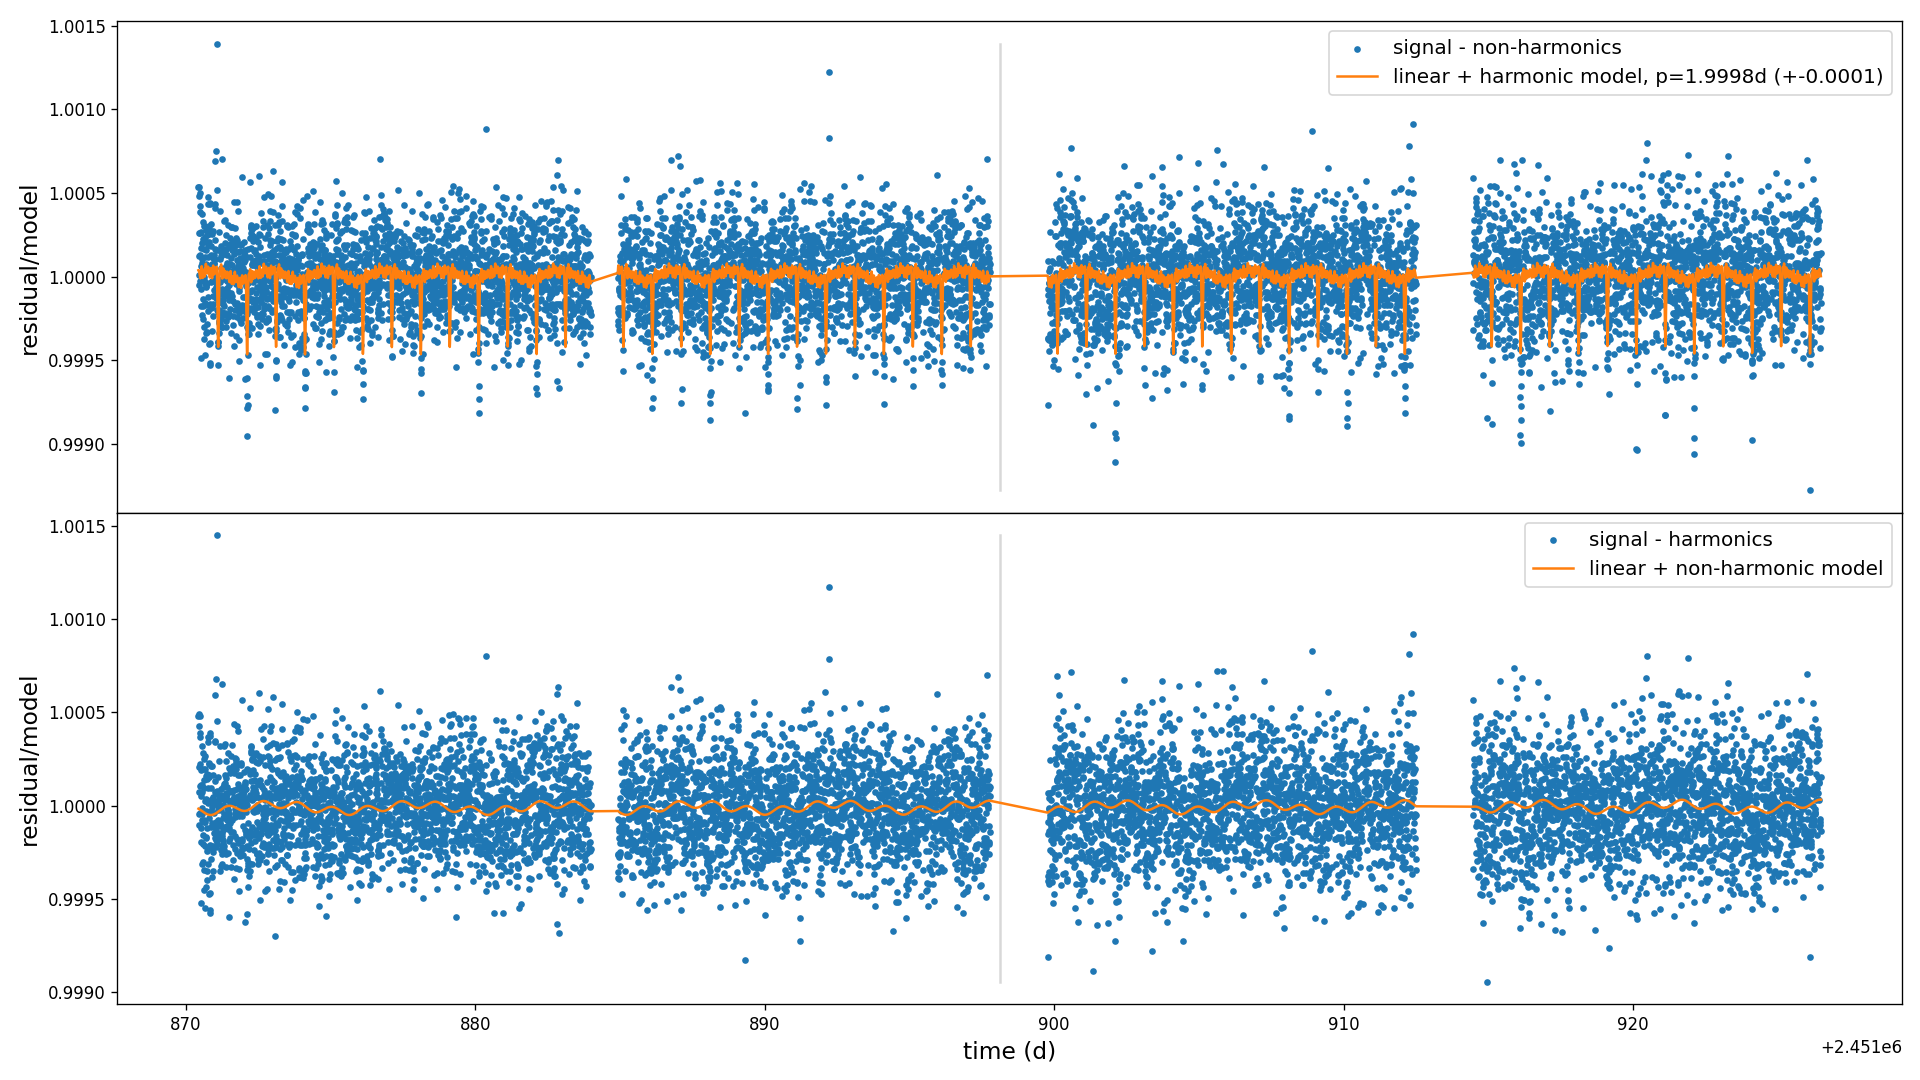 1.0015
1.0010
1.0005
1.0000
0.9995
0.9990
residual/model
signal - non-harmonics
linear + harmonic model, p=1.9998d (+-0.0001)
1.0015
1.0010
1.0005
1.0000
0.9995
0.9990
residual/model
signal - harmonics
linear + non-harmonic model
870
880
890
900
910
920
time (d)
+2.451e6